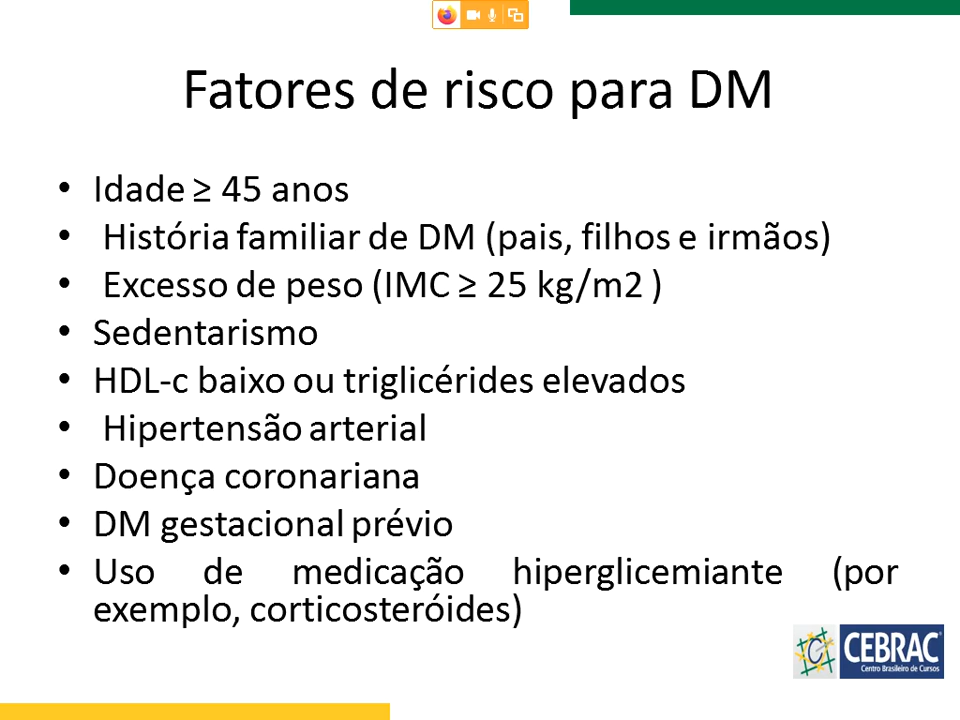 Fatores de risco para DM
• Idade ≥ 45 anos
• História familiar de DM (pais, filhos e irmãos)
• Excesso de peso (IMC ≥ 25 kg/m2 )
• Sedentarismo
• HDL-c baixo ou triglicérides elevados
• Hipertensão arterial
• Doença coronariana
• DM gestacional prévio
• Uso de medicação hiperglicemiante (por
exemplo, corticosteróides)
CEBRAC
Centro Brasileiro de Cursos